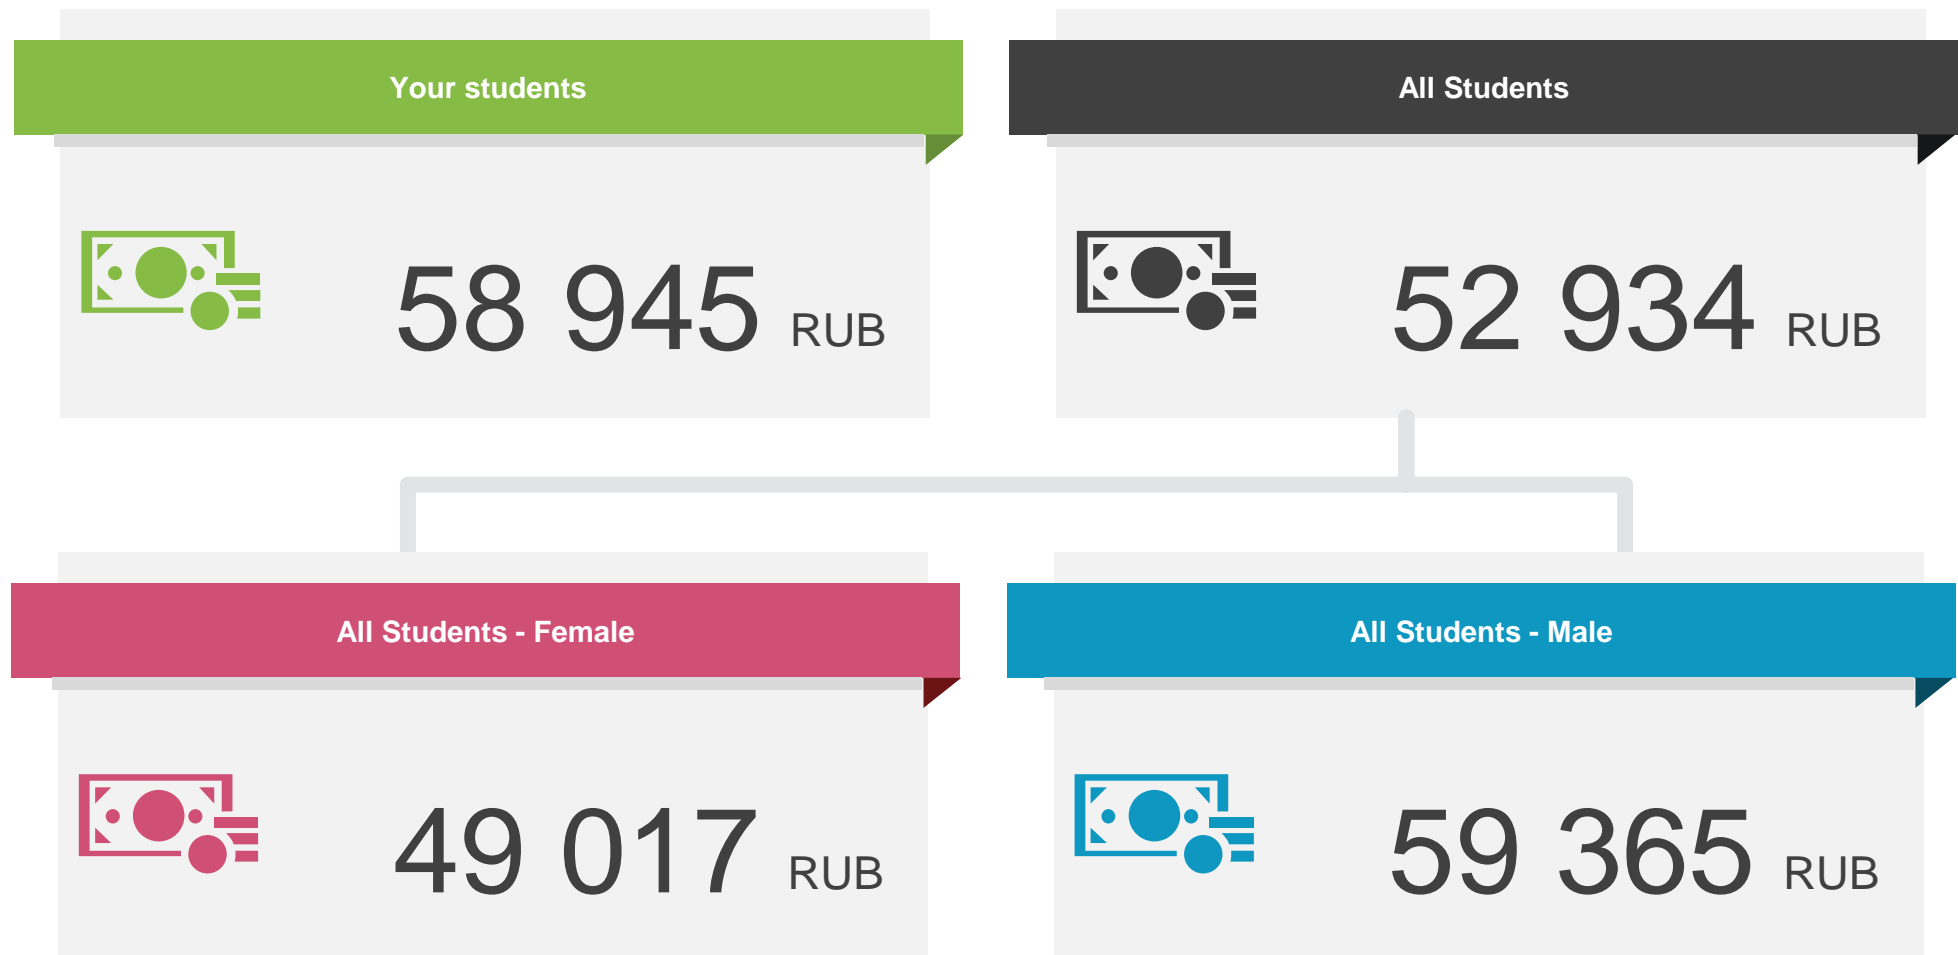 Your students
All Students
58 945 RUB
52 934 RUB
All Students - Female
All Students - Male
49 017 RUB
59 365 RUB